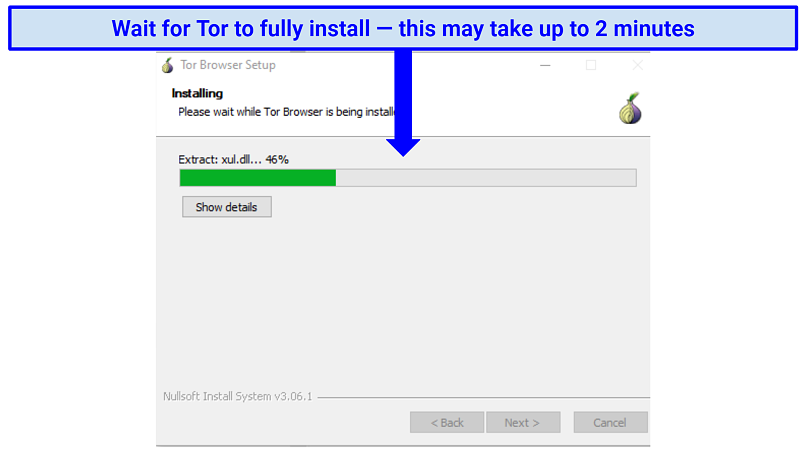 Wait for Tor to fully install — this may take up to 2 minutes
Tor Browser Setup
Installing
Please wait while Tor Browser is being install
Extract: xul.dll... 46%
Show details
Nullsoft Install System v3.06.1
< Back Next > Cancel